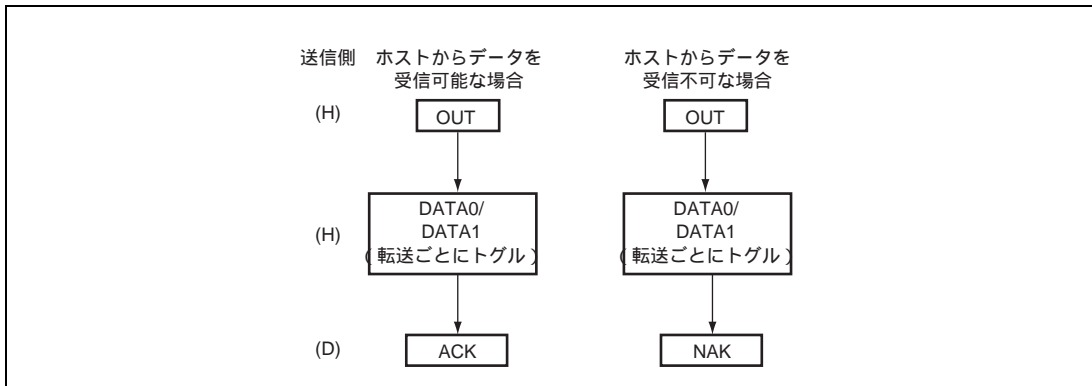 送信側 ホストからデータを ホストからデータを
受信可能な場合 受信不可な場合
(H) OUT OUT
DATA0/ DATA0/
(H) DATA1 DATA1
(転送ごとにトグル) (転送ごとにトグル)
(D) ACK NAK